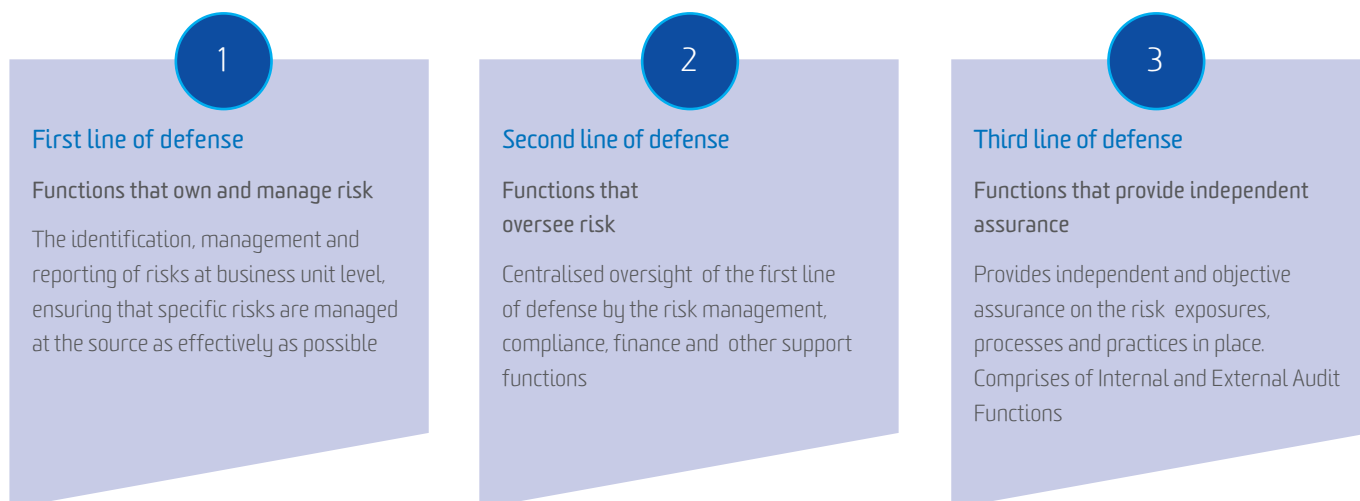 1
First line of defense
Functions that own and manage risk
The identification, management and
reporting of risks at business unit level,
ensuring that specific risks are managed
at the source as effectively as possible
2
Second line of defense
Functions that
oversee risk
Centralised oversight of the first line
of defense by the risk management,
compliance, finance and other support
functions
3
Third line of defense
Functions that provide independent
assurance
Provides independent and objective
assurance on the risk exposures,
processes and practices in place.
Comprises of Internal and External Audit
Functions